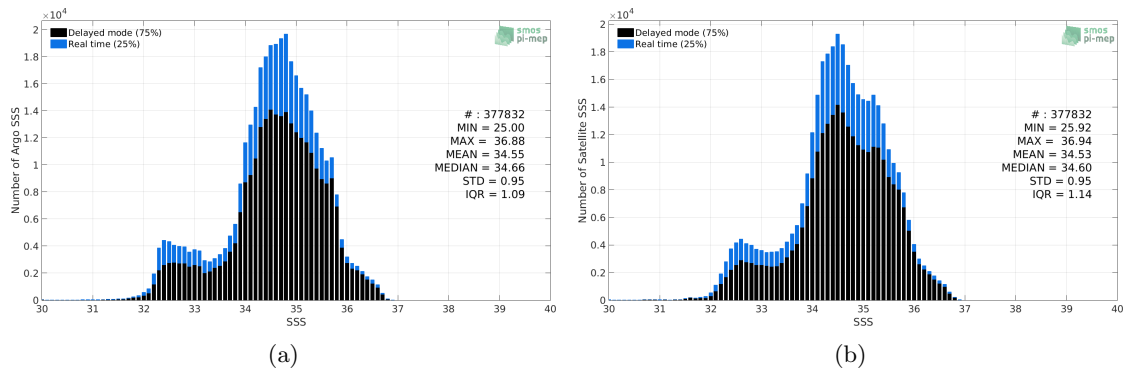 ×10⁴
Delayed mode (75%)
Real time (25%)
smos
pi-mep
2
1.8
1.6
1.4
1.2
1
0.8
0.6
0.4
0.2
0
Number of Argo SSS
# : 377832
MIN = 25.00
MAX = 36.88
MEAN = 34.55
MEDIAN = 34.66
STD = 0.95
IQR = 1.09
30 31 32 33 34 35 36 37 38 39 40
SSS
(a)
×10⁴
Delayed mode (75%)
Real time (25%)
smos
pi-mep
2
1.8
1.6
1.4
1.2
1
0.8
0.6
0.4
0.2
0
Number of Satellite SSS
# : 377832
MIN = 25.92
MAX = 36.94
MEAN = 34.53
MEDIAN = 34.60
STD = 0.95
IQR = 1.14
30 31 32 33 34 35 36 37 38 39 40
SSS
(b)